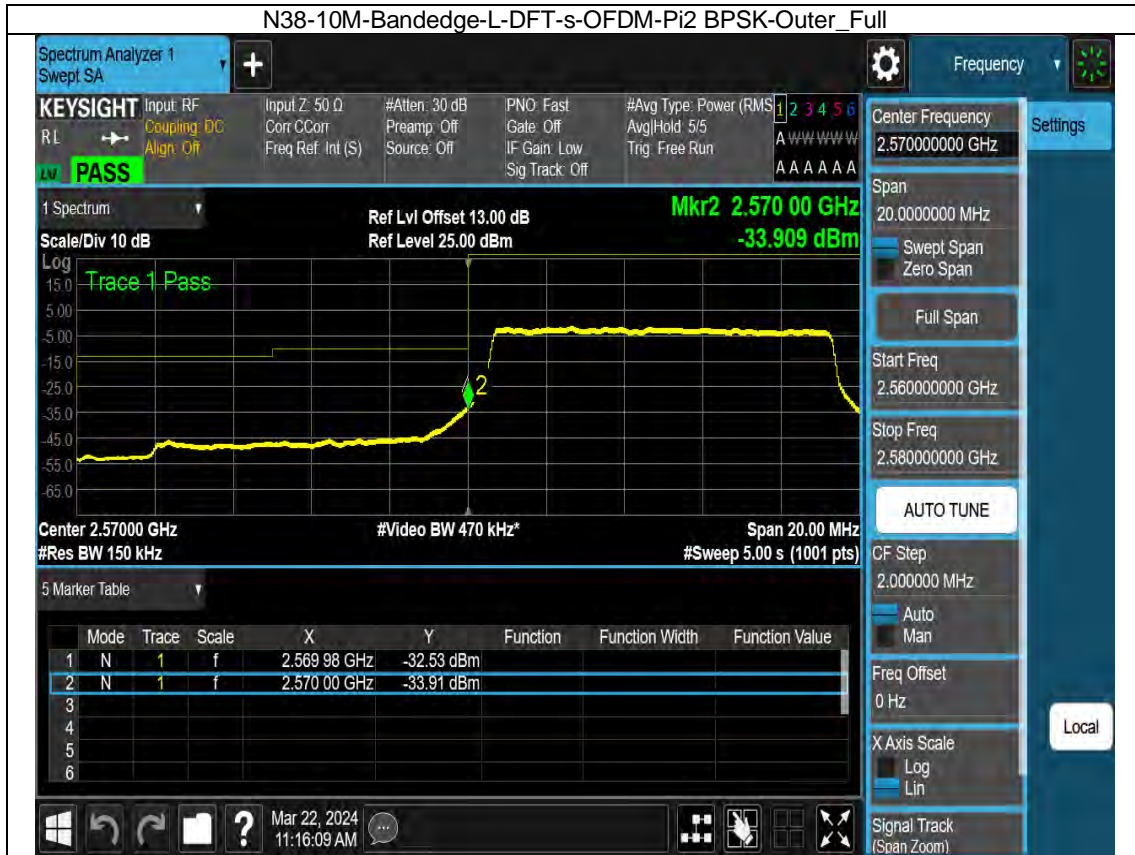 N38-10M-Bandedge-L-DFT-s-OFDM-Pi2 BPSK-Outer_Full
Spectrum Analyzer 1
Swept SA
+
Frequency
KEYSIGHT
RL
PASS
Input: RF
Coupling: DC
Align: Off
Input Z: 50 Ω
Corr CCorr
Freq Ref: Int (S)
#Atten: 30 dB
Preamp: Off
Source: Off
PNO: Fast
Gate: Off
IF Gain: Low
Sig Track: Off
#Avg Type: Power (RMS
Avg|Hold: 5/5
Trig: Free Run
1 2 3 4 5 6
A W W W W W
A A A A A A
1 Spectrum
Scale/Div 10 dB
Ref Lvl Offset 13.00 dB
Ref Level 25.00 dBm
Mkr2 2.570 00 GHz
-33.909 dBm
Log
Trace 1 Pass
15.0
5.00
-5.00
-15.0
-25.0
-35.0
-45.0
-55.0
-65.0
2
Center 2.57000 GHz
#Video BW 470 kHz*
Span 20.00 MHz
#Res BW 150 kHz
#Sweep 5.00 s (1001 pts)
5 Marker Table
Mode Trace Scale X Y Function Function Width Function Value
1 N 1 f 2.569 98 GHz -32.53 dBm
2 N 1 f 2.570 00 GHz -33.91 dBm
3
4
5
6
Center Frequency
2.570000000 GHz
Settings
Span
20.0000000 MHz
Swept Span
Zero Span
Full Span
Start Freq
2.560000000 GHz
Stop Freq
2.580000000 GHz
AUTO TUNE
CF Step
2.000000 MHz
Auto
Man
Freq Offset
0 Hz
X Axis Scale
Log
Lin
Signal Track
(Span Zoom)
Local
?
Mar 22, 2024
11:16:09 AM